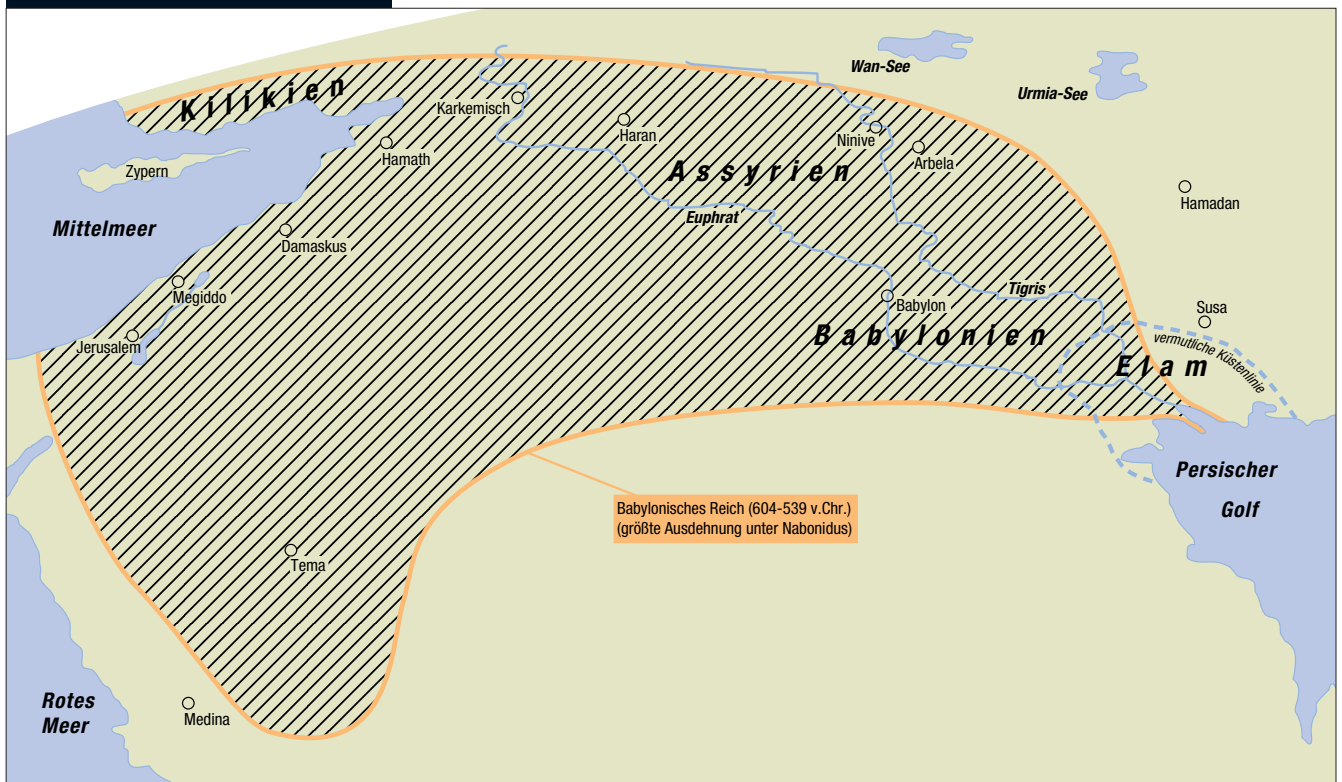 Wan-See
Urmia-See
Kilikien
Karkemisch
Haran
Ninive
Arbela
Hamath
Zypern
Assyrien
Hamadan
Euphrat
Mittelmeer
Damaskus
Megiddo
Tigris
Babylon
Susa
Babylonien
vermutliche Küstenlinie
Jerusalem
Elam
Persischer
Golf
Babylonisches Reich (604-539 v.Chr.)
(größte Ausdehnung unter Nabonidus)
Tema
Rotes
Meer
Medina